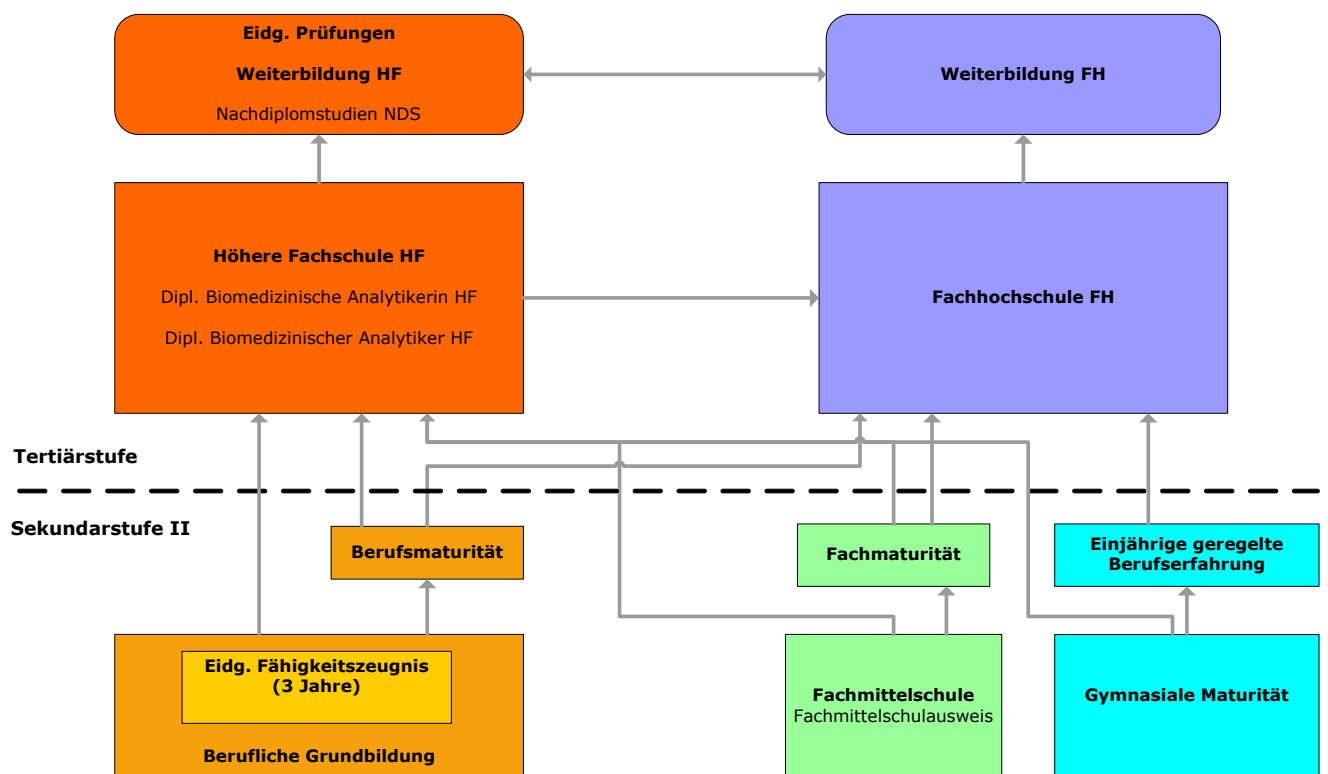 Eidg. Prüfungen
Weiterbildung HF
Nachdiplomstudien NDS
Weiterbildung FH
Höhere Fachschule HF
Dipl. Biomedizinische Analytikerin HF
Dipl. Biomedizinischer Analytiker HF
Fachhochschule FH
Tertiärstufe
Sekundarstufe II
Berufsmaturität
Fachmaturität
Einjährige geregelte
Berufserfahrung
Eidg. Fähigkeitszeugnis
(3 Jahre)
Berufliche Grundbildung
Fachmittelschule
Fachmittelschulausweis
Gymnasiale Maturität